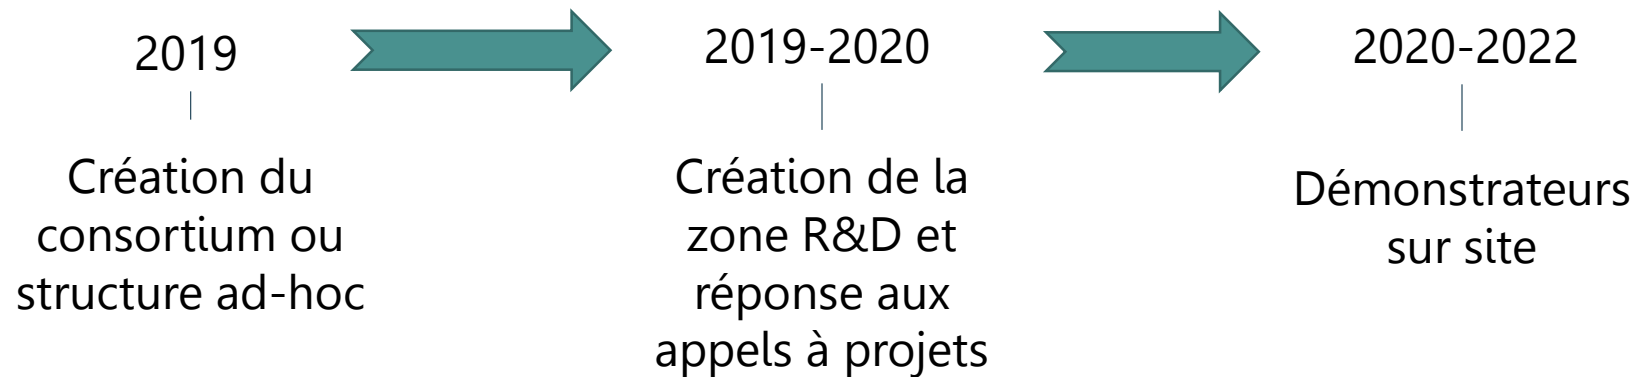 2019
Création du
consortium ou
structure ad-hoc
2019-2020
Création de la
zone R&D et
réponse aux
appels à projets
2020-2022
Démonstrateurs
sur site